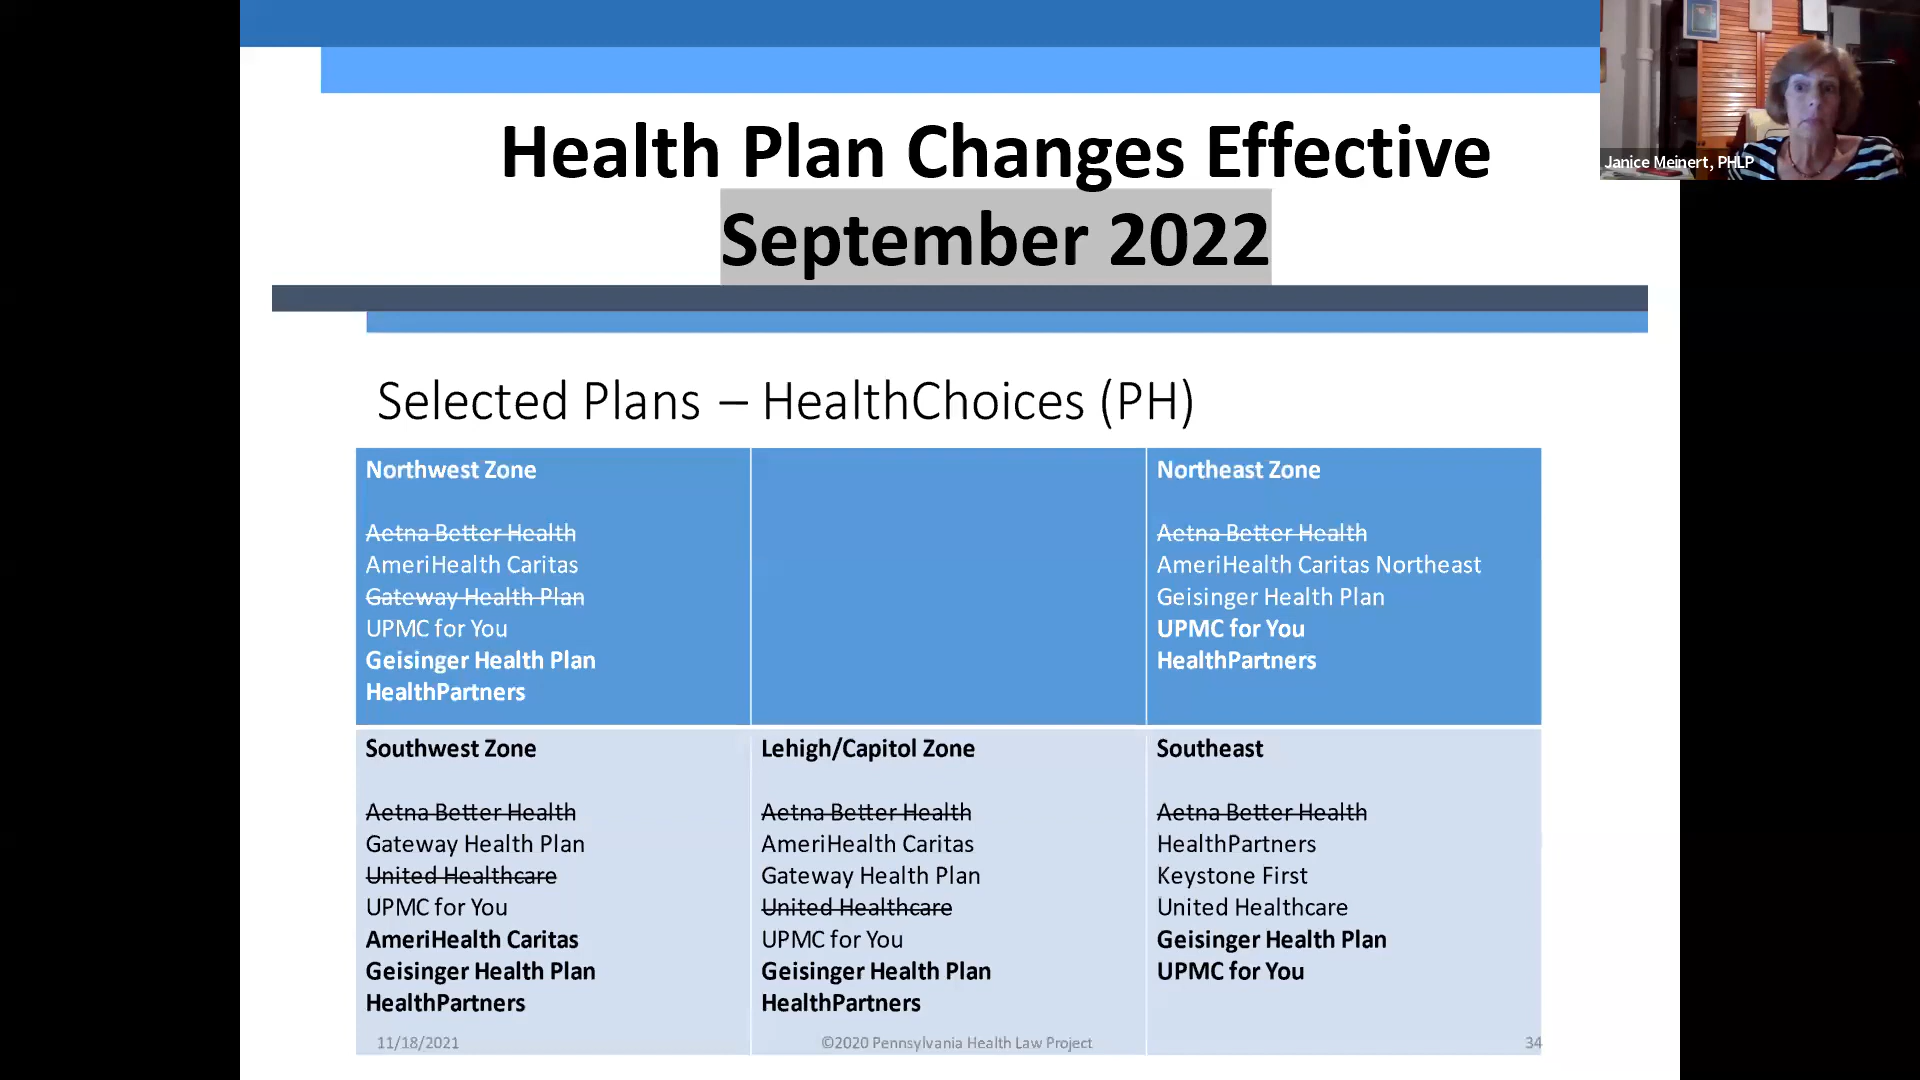 Health Plan Changes Effective
September 2022
Janice Meinert, PHLP
Selected Plans – HealthChoices (PH)
Northwest Zone
Aetna Better Health
AmeriHealth Caritas
Gateway Health Plan
UPMC for You
Geisinger Health Plan
HealthPartners
Northeast Zone
Aetna Better Health
AmeriHealth Caritas Northeast
Geisinger Health Plan
UPMC for You
HealthPartners
Southwest Zone
Aetna Better Health
Gateway Health Plan
United Healthcare
UPMC for You
AmeriHealth Caritas
Geisinger Health Plan
HealthPartners
Lehigh/Capitol Zone
Aetna Better Health
AmeriHealth Caritas
Gateway Health Plan
United Healthcare
UPMC for You
Geisinger Health Plan
HealthPartners
Southeast
Aetna Better Health
HealthPartners
Keystone First
United Healthcare
Geisinger Health Plan
UPMC for You
11/18/2021
©2020 Pennsylvania Health Law Project
34